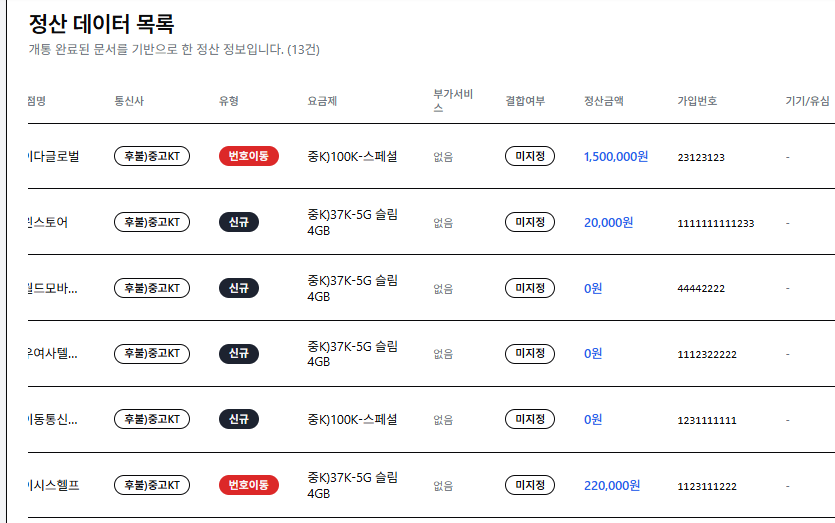 정산 데이터 목록
개통 완료된 문서를 기반으로 한 정산 정보입니다. (13건)
점명 통신사 유형 요금제 부가서비스 결합여부 정산금액 가입번호 기기/유심
이다글로벌 후불)중고KT 번호이동 중K)100K-스페셜 없음 미지정 1,500,000원 23123123 -
스토어 후불)중고KT 신규 중K)37K-5G 슬림 4GB 없음 미지정 20,000원 1111111111233 -
월드모바... 후불)중고KT 신규 중K)37K-5G 슬림 4GB 없음 미지정 0원 44442222 -
우여사텔... 후불)중고KT 신규 중K)37K-5G 슬림 4GB 없음 미지정 0원 1112322222 -
이동통신... 후불)중고KT 신규 중K)100K-스페셜 없음 미지정 0원 1231111111 -
이시스헬프 후불)중고KT 번호이동 중K)37K-5G 슬림 4GB 없음 미지정 220,000원 1123111222 -